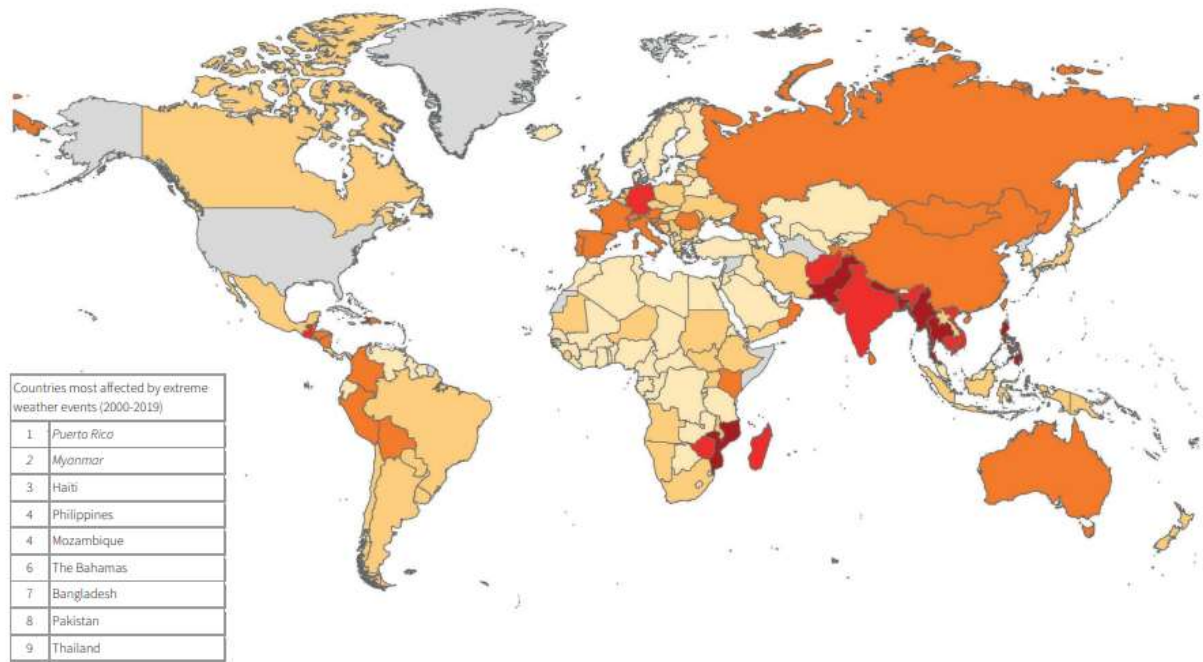 Countries most affected by extreme
weather events (2000-2019)
1 Puerto Rico
2 Myanmar
3 Haiti
4 Philippines
4 Mozambique
6 The Bahamas
7 Bangladesh
8 Pakistan
9 Thailand